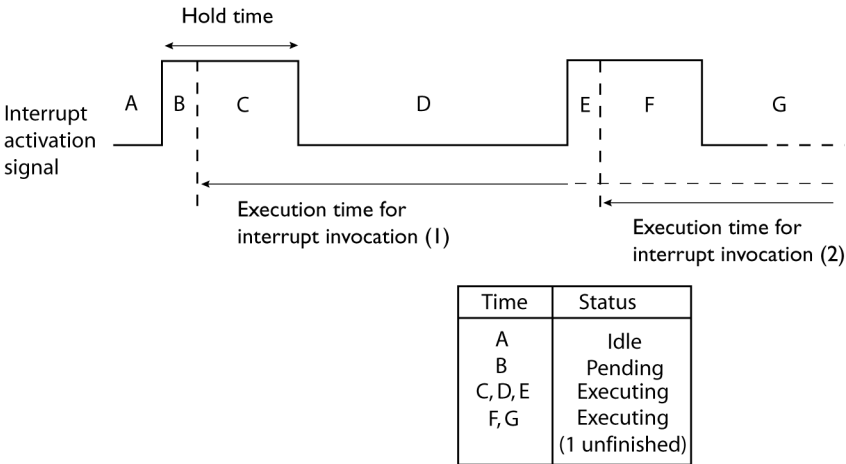 Hold time
A
B
C
D
E
F
G
Interrupt
activation
signal
Execution time for
interrupt invocation (1)
Execution time for
interrupt invocation (2)
Time Status
A Idle
B Pending
C, D, E Executing
F, G Executing
(1 unfinished)